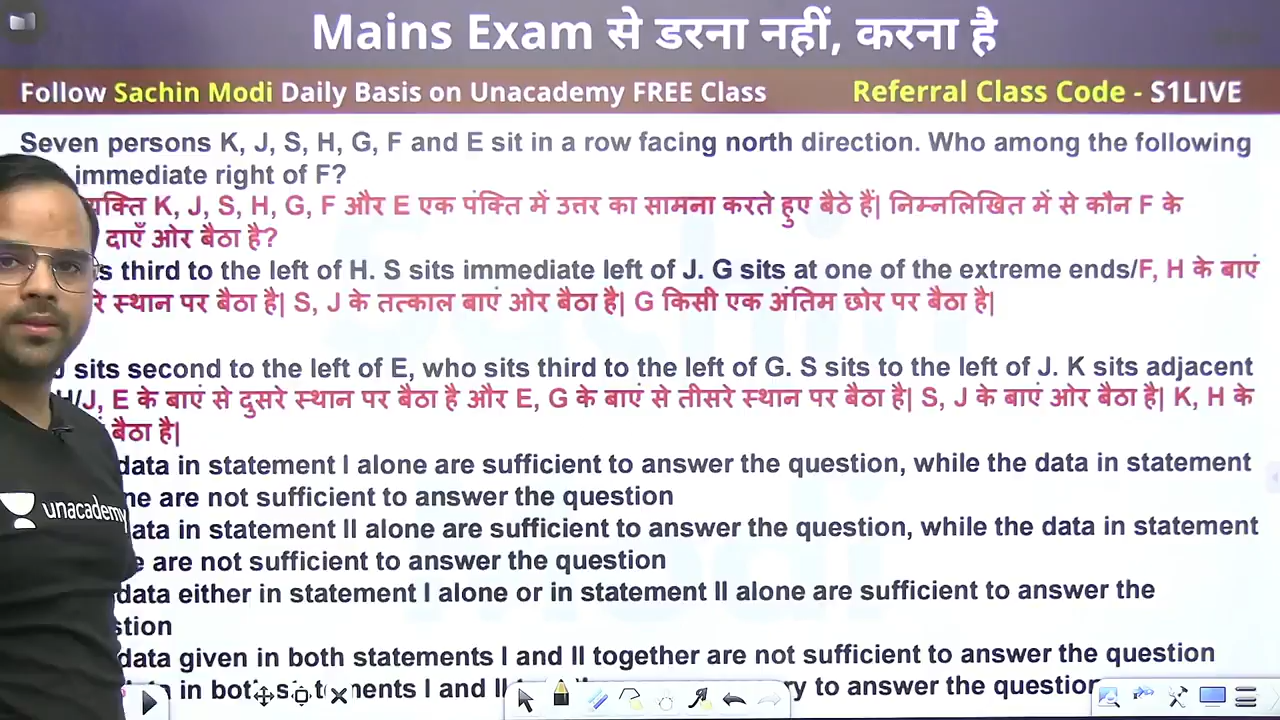 Mains Exam से डरना नहीं, करना है
Follow Sachin Modi Daily Basis on Unacademy FREE Class Referral Class Code - S1LIVE
Seven persons K, J, S, H, G, F and E sit in a row facing north direction. Who among the following
immediate right of F?
K, J, S, H, G, F और E एक पंक्ति में उत्तर का सामना करते हुए बैठे हैं| निम्नलिखित में से कौन F के
दाएँ ओर बैठा है?
third to the left of H. S sits immediate left of J. G sits at one of the extreme ends/F, H के बाएं
स्थान पर बैठा है| S, J के तत्काल बाएं ओर बैठा है| G किसी एक अंतिम छोर पर बैठा है|
sits second to the left of E, who sits third to the left of G. S sits to the left of J. K sits adjacent
H/J, E के बाएं से दुसरे स्थान पर बैठा है और E, G के बाएं से तीसरे स्थान पर बैठा है| S, J के बाएं ओर बैठा है| K, H के
बैठा है|
data in statement I alone are sufficient to answer the question, while the data in statement
are not sufficient to answer the question
data in statement II alone are sufficient to answer the question, while the data in statement
are not sufficient to answer the question
data either in statement I alone or in statement II alone are sufficient to answer the
data given in both statements I and II together are not sufficient to answer the question
in both I and to answer the question
unacademy